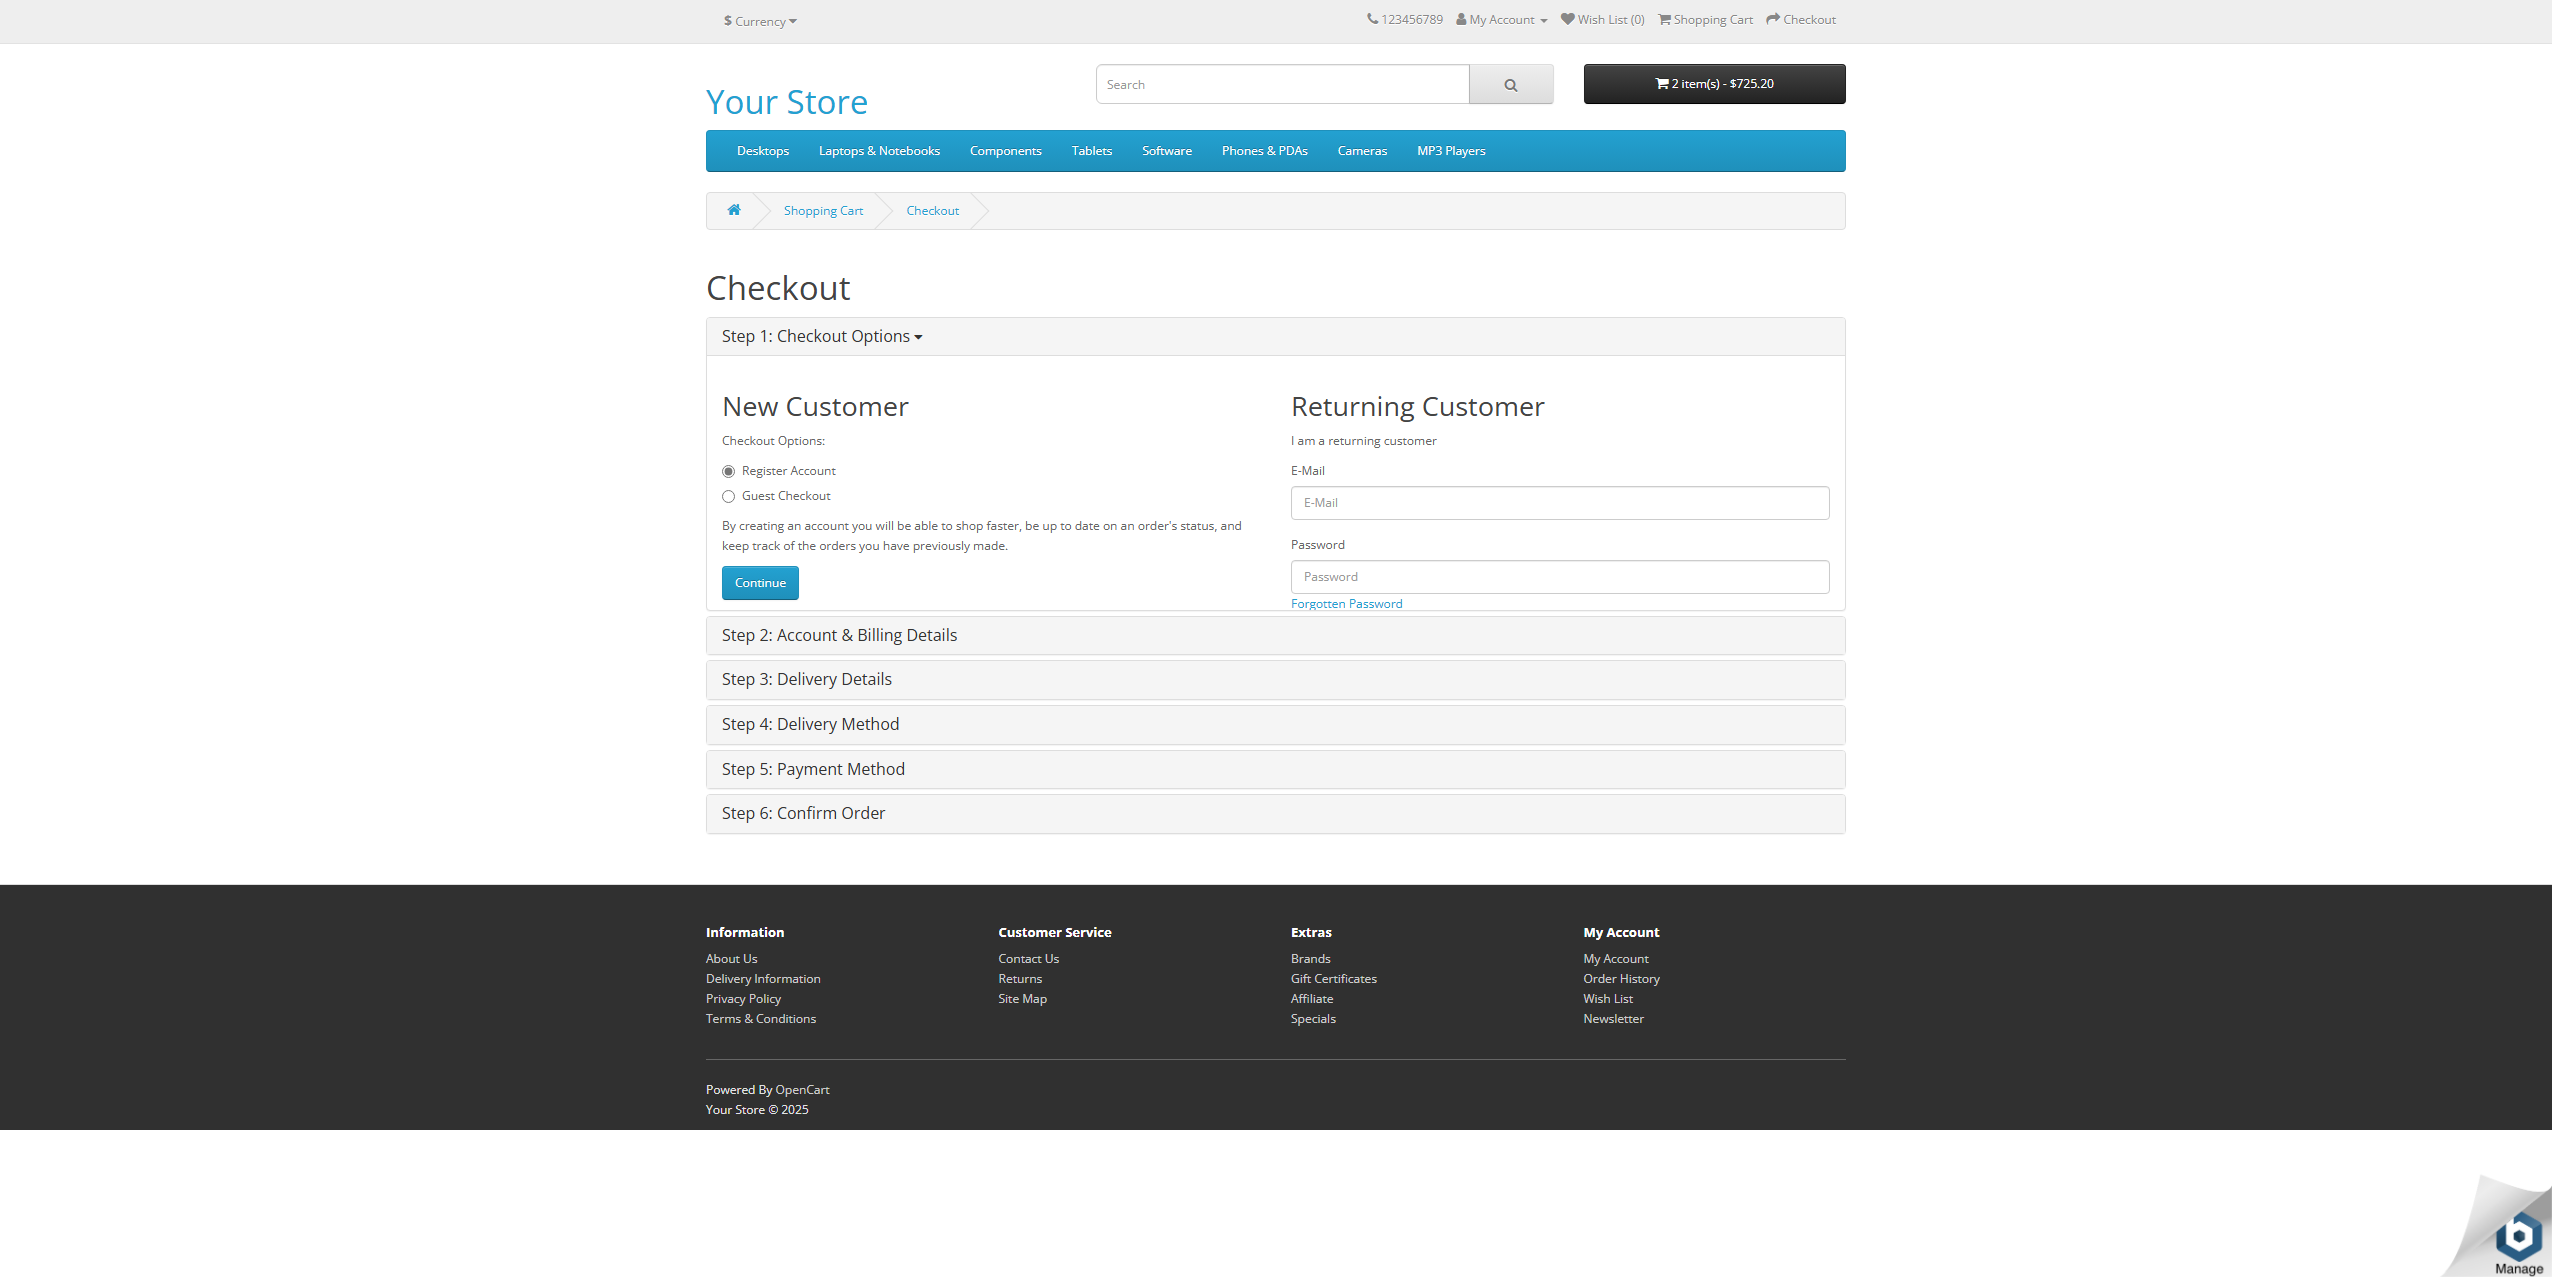 $ Currency
123456789 My Account Wish List (0) Shopping Cart Checkout
Your Store
Search
2 item(s) - $725.20
Desktops Laptops & Notebooks Components Tablets Software Phones & PDAs Cameras MP3 Players
Shopping Cart Checkout
Checkout
Step 1: Checkout Options
New Customer
Checkout Options:
Register Account
Guest Checkout
By creating an account you will be able to shop faster, be up to date on an order's status, and
keep track of the orders you have previously made.
Continue
Returning Customer
I am a returning customer
E-Mail
E-Mail
Password
Password
Forgotten Password
Step 2: Account & Billing Details
Step 3: Delivery Details
Step 4: Delivery Method
Step 5: Payment Method
Step 6: Confirm Order
Information
About Us
Delivery Information
Privacy Policy
Terms & Conditions
Customer Service
Contact Us
Returns
Site Map
Extras
Brands
Gift Certificates
Affiliate
Specials
My Account
My Account
Order History
Wish List
Newsletter
Powered By OpenCart
Your Store © 2025
Manage